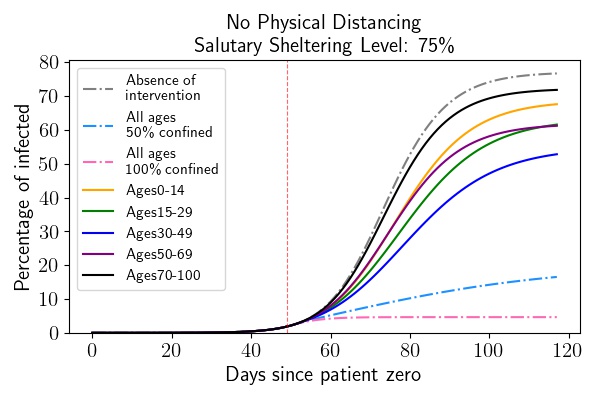 No Physical Distancing
Salutary Sheltering Level: 75%
Percentage of infected
80
70
60
50
40
30
20
10
0
Absence of
intervention
All ages
50% confined
All ages
100% confined
Ages0-14
Ages15-29
Ages30-49
Ages50-69
Ages70-100
0 20 40 60 80 100 120
Days since patient zero